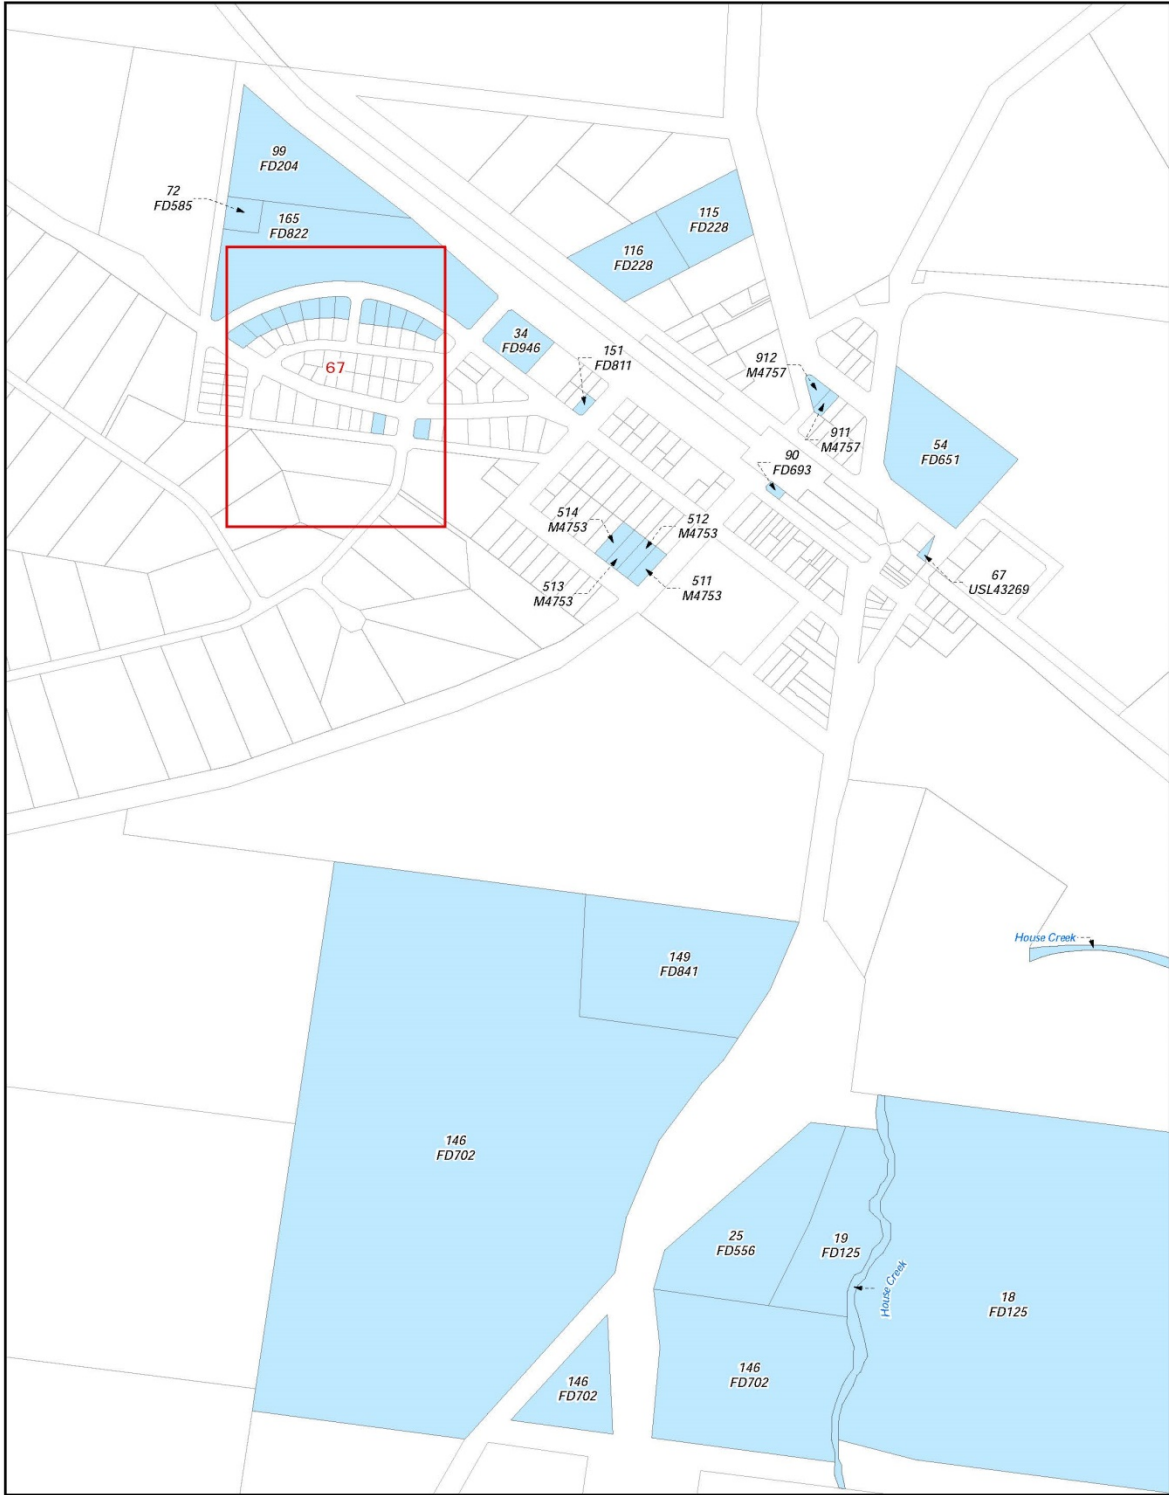 99
FD204
72
FD585
165
FD822
115
FD228
116
FD228
34
FD946
151
FD811
912
M4757
67
911
M4757
54
FD651
90
FD693
514
M4753
512
M4753
513
M4753
511
M4753
67
USL43269
House Creek
149
FD841
146
FD702
25
FD556
19
FD125
House Creek
18
FD125
146
FD702
146
FD702